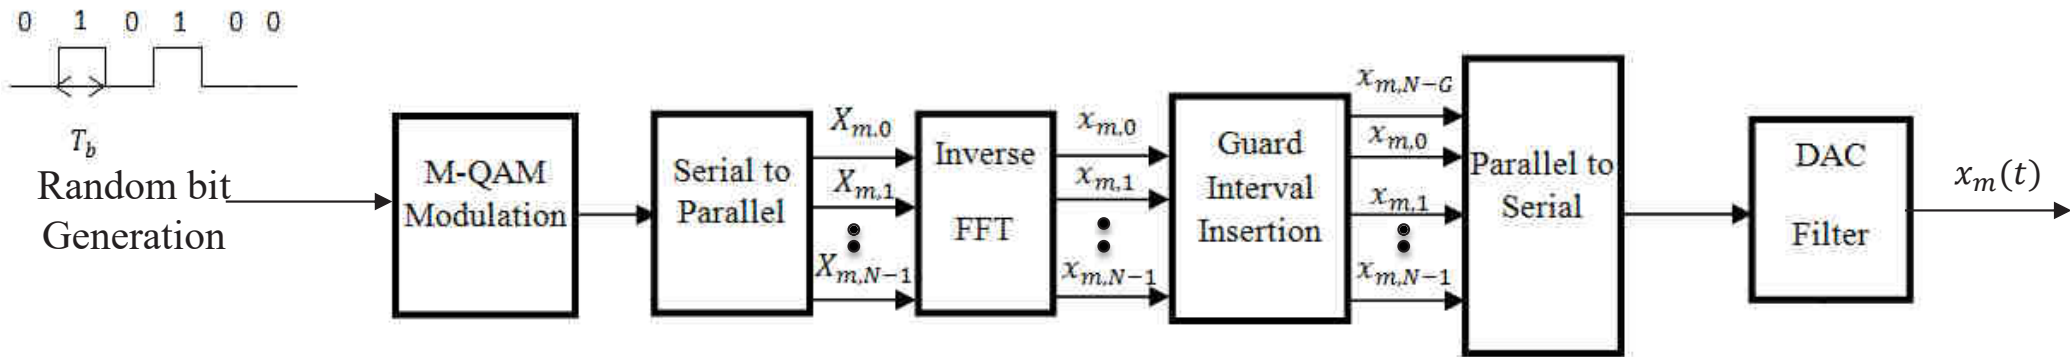 0 1 0 1 0 0
T_b
Random bit
Generation
M-QAM
Modulation
Serial to
Parallel
X_{m,0}
X_{m,1}
X_{m,N-1}
Inverse
FFT
x_{m,0}
x_{m,1}
x_{m,N-1}
Guard
Interval
Insertion
x_{m,N-G}
x_{m,0}
x_{m,1}
x_{m,N-1}
Parallel to
Serial
DAC
Filter
x_m(t)